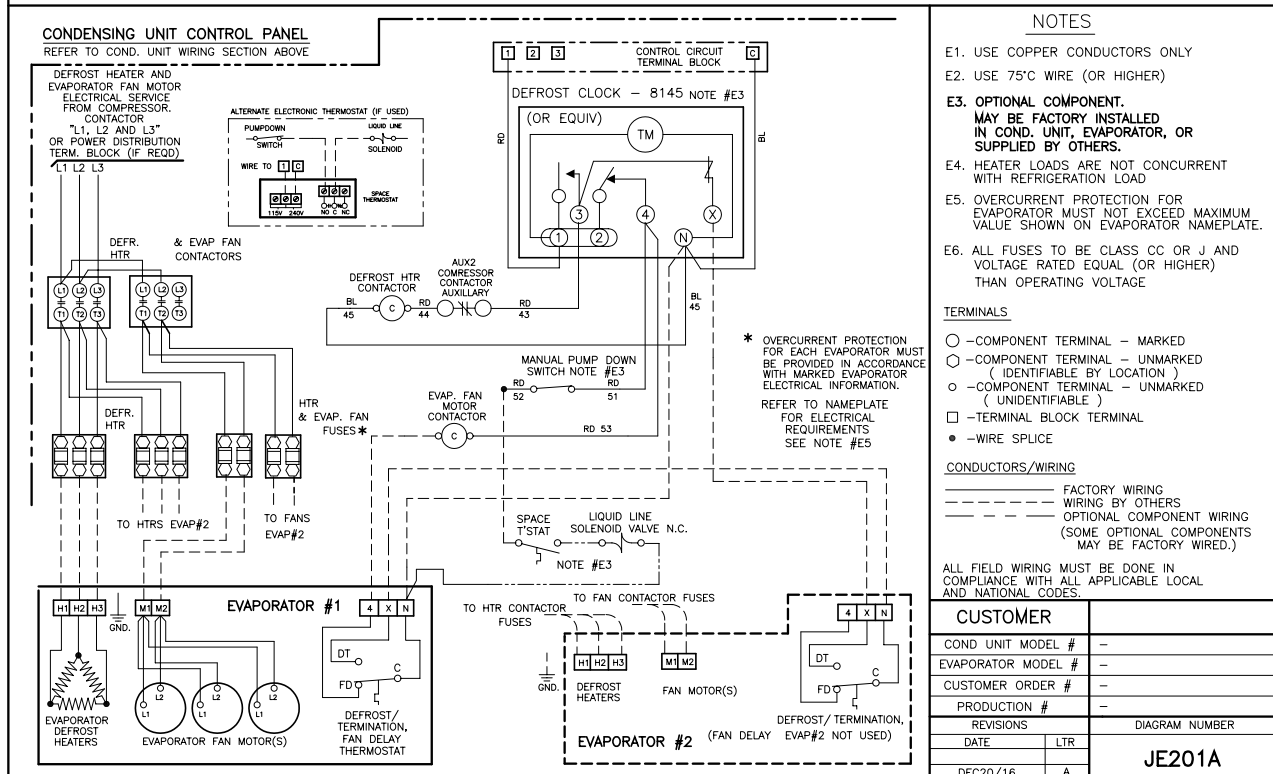 CONDENSING UNIT CONTROL PANEL
REFER TO COND. UNIT WIRING SECTION ABOVE
DEFROST HEATER AND
EVAPORATOR FAN MOTOR
ELECTRICAL SERVICE
FROM COMPRESSOR.
CONTACTOR
"L1, L2 AND L3"
OR POWER DISTRIBUTION
TERM. BLOCK (IF REQD)
L1 L2 L3
ALTERNATE ELECTRONIC THERMOSTAT (IF USED)
PUMPDOWN
SWITCH
LIQUID LINE
SOLENOID
WIRE TO 1 C
SPACE
THERMOSTAT
115V 240V
NO C NC
1 2 3
CONTROL CIRCUIT
TERMINAL BLOCK
C
DEFROST CLOCK - 8145 NOTE #E3
(OR EQUIV)
TM
RD
BL
3 4 X
1 2 N
DEFR.
HTR
& EVAP FAN
CONTACTORS
L1 L2 L3
T1 T2 T3
L1 L2 L3
T1 T2 T3
DEFROST HTR
CONTACTOR
AUX2
COMRESSOR
CONTACTOR
AUXILLARY
BL
45
C
RD
44
RD
43
BL
45
MANUAL PUMP DOWN
SWITCH NOTE #E3
RD
52
RD
51
EVAP. FAN
MOTOR
CONTACTOR
C
RD 53
* OVERCURRENT PROTECTION
FOR EACH EVAPORATOR MUST
BE PROVIDED IN ACCORDANCE
WITH MARKED EVAPORATOR
ELECTRICAL INFORMATION.
REFER TO NAMEPLATE
FOR ELECTRICAL
REQUIREMENTS
SEE NOTE #E5
DEFR.
HTR
HTR
& EVAP. FAN
FUSES*
TO HTRS EVAP#2
TO FANS
EVAP#2
SPACE
T'STAT
LIQUID LINE
SOLENOID VALVE N.C.
NOTE #E3
EVAPORATOR #1
H1 H2 H3
GND.
M1 M2
4 X N
L2
L1
L2
L1
L2
L1
DT
C
FD
EVAPORATOR
DEFROST
HEATERS
EVAPORATOR FAN MOTOR(S)
DEFROST/
TERMINATION,
FAN DELAY
THERMOSTAT
TO HTR CONTACTOR
FUSES
TO FAN CONTACTOR FUSES
GND.
H1 H2 H3
DEFROST
HEATERS
M1 M2
FAN MOTOR(S)
4 X N
DT
C
FD
DEFROST/ TERMINATION,
(FAN DELAY EVAP#2 NOT USED)
EVAPORATOR #2
NOTES
E1. USE COPPER CONDUCTORS ONLY
E2. USE 75°C WIRE (OR HIGHER)
E3. OPTIONAL COMPONENT.
MAY BE FACTORY INSTALLED
IN COND. UNIT, EVAPORATOR, OR
SUPPLIED BY OTHERS.
E4. HEATER LOADS ARE NOT CONCURRENT
WITH REFRIGERATION LOAD
E5. OVERCURRENT PROTECTION FOR
EVAPORATOR MUST NOT EXCEED MAXIMUM
VALUE SHOWN ON EVAPORATOR NAMEPLATE.
E6. ALL FUSES TO BE CLASS CC OR J AND
VOLTAGE RATED EQUAL (OR HIGHER)
THAN OPERATING VOLTAGE
TERMINALS
-COMPONENT TERMINAL - MARKED
-COMPONENT TERMINAL - UNMARKED
( IDENTIFIABLE BY LOCATION )
-COMPONENT TERMINAL - UNMARKED
( UNIDENTIFIABLE )
-TERMINAL BLOCK TERMINAL
-WIRE SPLICE
CONDUCTORS/WIRING
FACTORY WIRING
WIRING BY OTHERS
OPTIONAL COMPONENT WIRING
(SOME OPTIONAL COMPONENTS
MAY BE FACTORY WIRED.)
ALL FIELD WIRING MUST BE DONE IN
COMPLIANCE WITH ALL APPLICABLE LOCAL
AND NATIONAL CODES.
CUSTOMER
COND UNIT MODEL # -
EVAPORATOR MODEL # -
CUSTOMER ORDER # -
PRODUCTION # -
REVISIONS
DIAGRAM NUMBER
DATE LTR
JE201A
DEC20/16 A